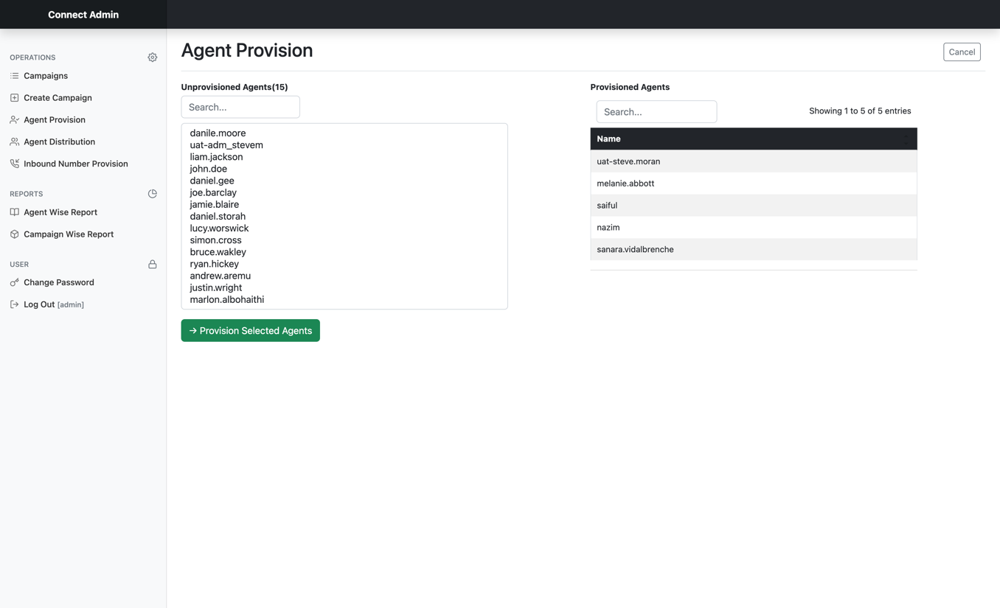 Connect Admin
OPERATIONS
Campaigns
Create Campaign
Agent Provision
Agent Distribution
Inbound Number Provision
REPORTS
Agent Wise Report
Campaign Wise Report
USER
Change Password
Log Out [admin]
Agent Provision
Cancel
Unprovisioned Agents(15)
Search...
danile.moore
uat-adm_stevem
liam.jackson
john.doe
daniel.gee
joe.barclay
jamie.blaire
daniel.storah
lucy.worswick
simon.cross
bruce.wakley
ryan.hickey
andrew.aremu
justin.wright
marlon.albohaithi
Provision Selected Agents
Provisioned Agents
Search...
Showing 1 to 5 of 5 entries
Name
uat-steve.moran
melanie.abbott
saiful
nazim
sanara.vidalbrenche